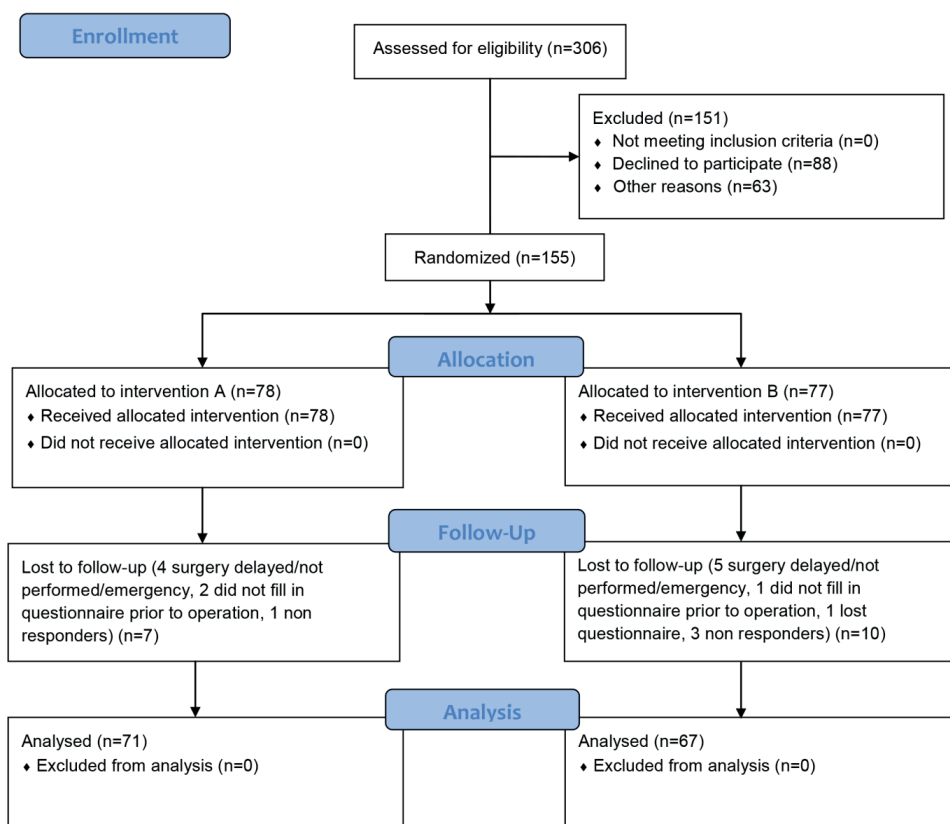 Enrollment
Assessed for eligibility (n=306)
Excluded (n=151)
♦ Not meeting inclusion criteria (n=0)
♦ Declined to participate (n=88)
♦ Other reasons (n=63)
Randomized (n=155)
Allocation
Allocated to intervention A (n=78)
♦ Received allocated intervention (n=78)
♦ Did not receive allocated intervention (n=0)
Allocated to intervention B (n=77)
♦ Received allocated intervention (n=77)
♦ Did not receive allocated intervention (n=0)
Follow-Up
Lost to follow-up (4 surgery delayed/not
performed/emergency, 2 did not fill in
questionnaire prior to operation, 1 non
responders) (n=7)
Lost to follow-up (5 surgery delayed/not
performed/emergency, 1 did not fill in
questionnaire prior to operation, 1 lost
questionnaire, 3 non responders) (n=10)
Analysis
Analysed (n=71)
♦ Excluded from analysis (n=0)
Analysed (n=67)
♦ Excluded from analysis (n=0)